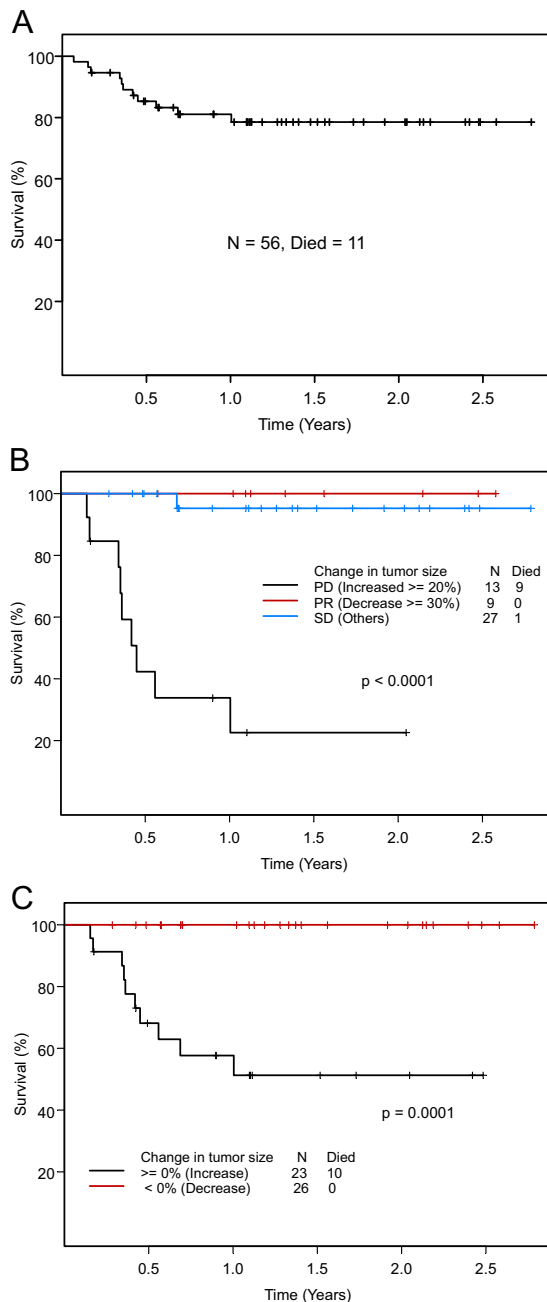 A
100
80
60
40
20
Survival (%)
N = 56, Died = 11
0.5 1.0 1.5 2.0 2.5
Time (Years)
B
100
80
60
40
20
Survival (%)
Change in tumor size N Died
PD (Increased >= 20%) 13 9
PR (Decrease >= 30%) 9 0
SD (Others) 27 1
p < 0.0001
0.5 1.0 1.5 2.0 2.5
Time (Years)
C
100
80
60
40
20
Survival (%)
p = 0.0001
Change in tumor size N Died
>= 0% (Increase) 23 10
< 0% (Decrease) 26 0
0.5 1.0 1.5 2.0 2.5
Time (Years)